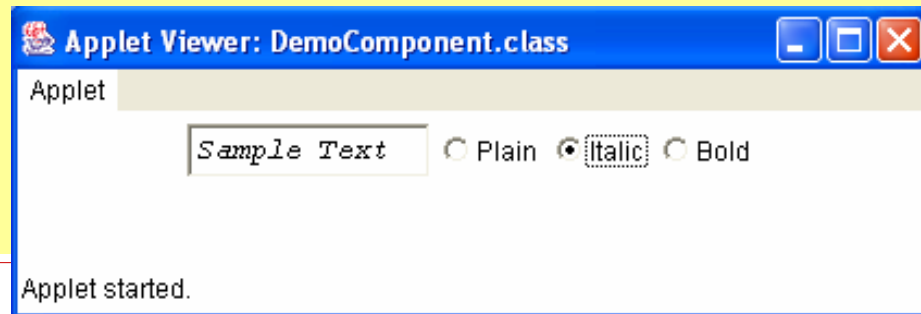 Applet Viewer: DemoComponent.class
Applet
Sample Text Plain Italic Bold
Applet started.